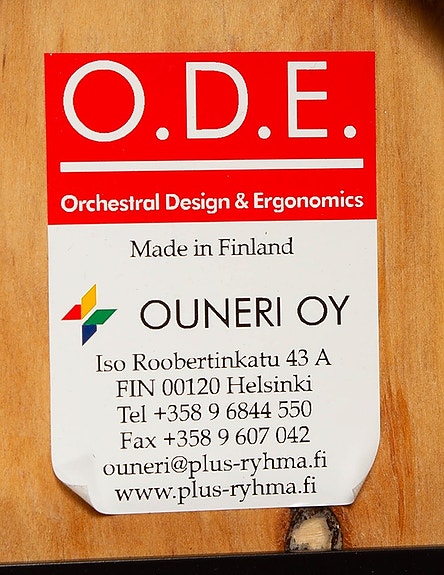 O.D.E.
Orchestral Design & Ergonomics
Made in Finland
OUNERI OY
Iso Roobertinkatu 43 A
FIN 00120 Helsinki
Tel +358 9 6844 550
Fax +358 9 607 042
ouneri@plus-ryhma.fi
www.plus-ryhma.fi